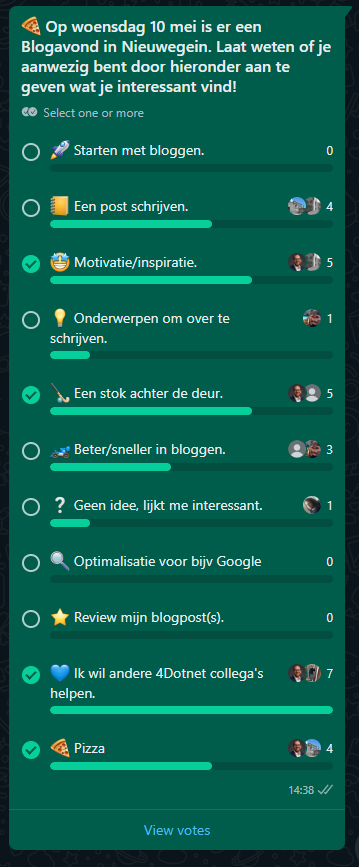 🍕 Op woensdag 10 mei is er een
Blogavond in Nieuwegein. Laat weten of je
aanwezig bent door hieronder aan te
geven wat je interessant vind!
Select one or more
🚀 Starten met bloggen. 0
📒 Een post schrijven. 4
🤩 Motivatie/inspiratie. 5
💡 Onderwerpen om over te 1
schrijven.
🏑 Een stok achter de deur. 5
🏎️ Beter/sneller in bloggen. 3
❔ Geen idee, lijkt me interessant. 1
🔍 Optimalisatie voor bijv Google 0
⭐ Review mijn blogpost(s). 0
💙 Ik wil andere 4Dotnet collega's 7
helpen.
🍕 Pizza 4
14:38
View votes